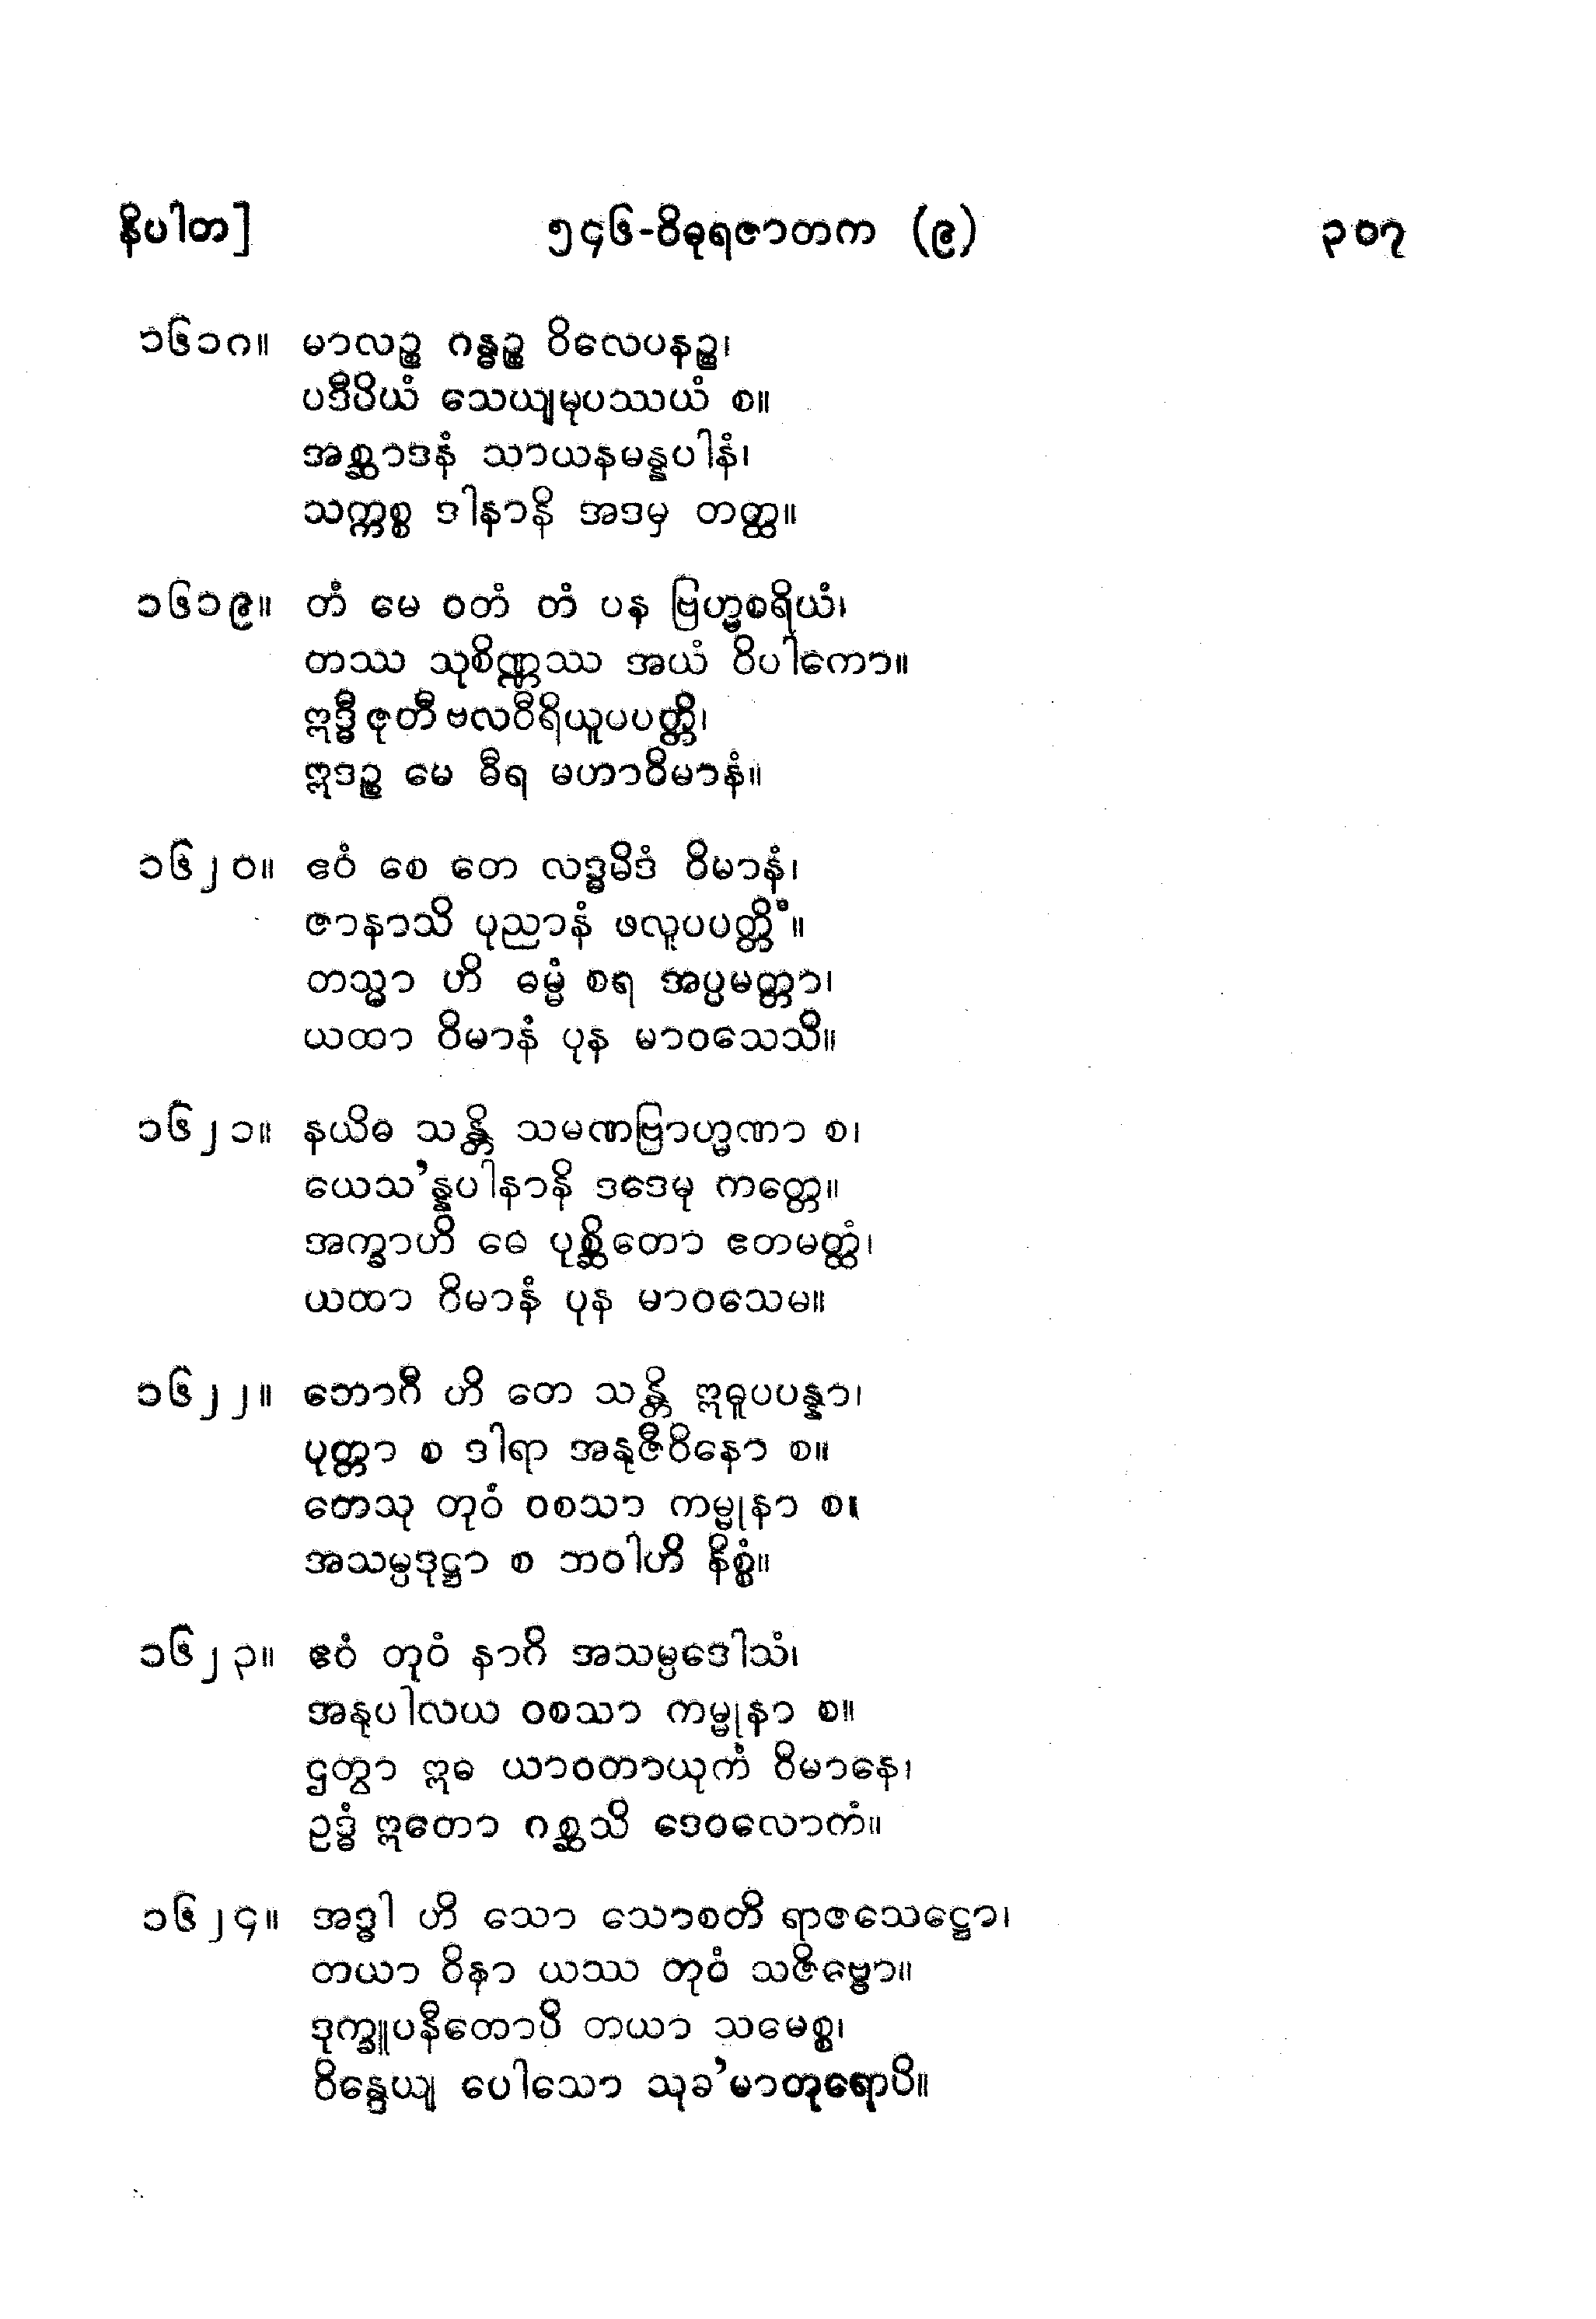 နိပါတ] ၅၄၆-ဝိဓုရဇာတက (၉) ၃၀၇
၁၆၁၈။ မာလဉ္စ ဂန္ဓဉ္စ ဝိလေပနဉ္စ၊
ပဒီပိယံ သေယျမုပဿယံ စ။
အစ္ဆာဒနံ သာယနမန္နပါနံ၊
သက္ကစ္စ ဒါနာနိ အဒမှ တတ္ထ။
၁၆၁၉။ တံ မေ ဝတံ တံ ပန ဗြဟ္မစရိယံ၊
တဿ သုစိဏ္ဏဿ အယံ ဝိပါကော။
ဣဒ္ဓီ ဇုတီ ဗလဝီရိယူပပတ္တိ၊
ဣဒဉ္စ မေ ဓီရ မဟာဝိမာနံ။
၁၆၂၀။ ဧဝံ စေ တေ လဒ္ဓမိဒံ ဝိမာနံ၊
ဇာနာသိ ပုညာနံ ဖလူပပတ္တိံ။
တသ္မာ ဟိ ဓမ္မံ စရ အပ္ပမတ္တာ၊
ယထာ ဝိမာနံ ပုန မာဝသေသိ။
၁၆၂၁။ နယိဓ သန္တိ သမဏဗြာဟ္မဏာ စ၊
ယေသ’န္နပါနာနိ ဒဒေမု ကတ္တေ။
အက္ခာဟိ မေ ပုစ္ဆိတော ဧတမတ္ထံ၊
ယထာ ဝိမာနံ ပုန မာဝသေမ။
၁၆၂၂။ ဘောဂီ ဟိ တေ သန္တိ ဣဓူပပန္နာ၊
ပုတ္တာ စ ဒါရာ အနုဇီဝိနော စ။
တေသု တုဝံ ဝစသာ ကမ္မုနာ စ၊
အသမ္ပဒုဋ္ဌာ စ ဘဝါဟိ နိစ္စံ။
၁၆၂၃။ ဧဝံ တုဝံ နာဂိ အသမ္ပဒေါသံ၊
အနုပါလယ ဝစသာ ကမ္မုနာ စ။
ဌတွာ ဣဓ ယာဝတာယုကံ ဝိမာနေ၊
ဥဒ္ဓံ ဣတော ဂစ္ဆသိ ဒေဝလောကံ။
၁၆၂၄။ အဒ္ဓါ ဟိ သော သောစတိ ရာဇသေဋ္ဌော၊
တယာ ဝိနာ ယဿ တုဝံ သဇိဗ္ဗော။
ဒုက္ခူပနီတောပိ တယာ သမေစ္စ၊
ဝိန္ဒေယျ ပေါသော သုခ’မာတုရောပိ။